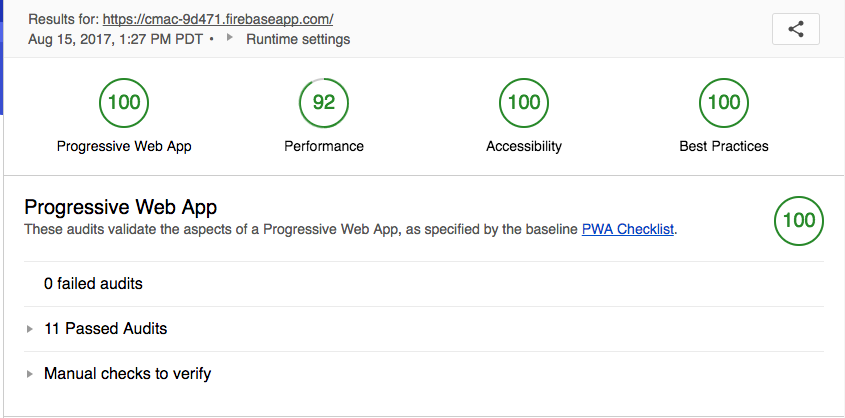 Results for: https://cmac-9d471.firebaseapp.com/
Aug 15, 2017, 1:27 PM PDT • Runtime settings
100 92 100 100
Progressive Web App Performance Accessibility Best Practices
Progressive Web App
These audits validate the aspects of a Progressive Web App, as specified by the baseline PWA Checklist.
100
0 failed audits
11 Passed Audits
Manual checks to verify